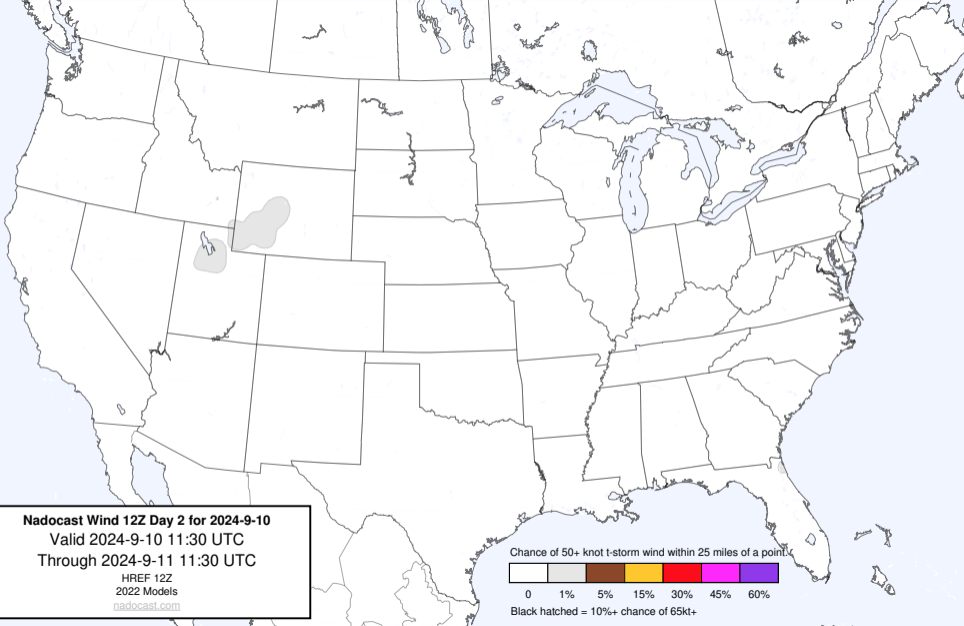 Nadocast Wind 12Z Day 2 for 2024-9-10
Valid 2024-9-10 11:30 UTC
Through 2024-9-11 11:30 UTC
HREF 12Z
2022 Models
nadocast.com
Chance of 50+ knot t-storm wind within 25 miles of a point.
0 1% 5% 15% 30% 45% 60%
Black hatched = 10%+ chance of 65kt+